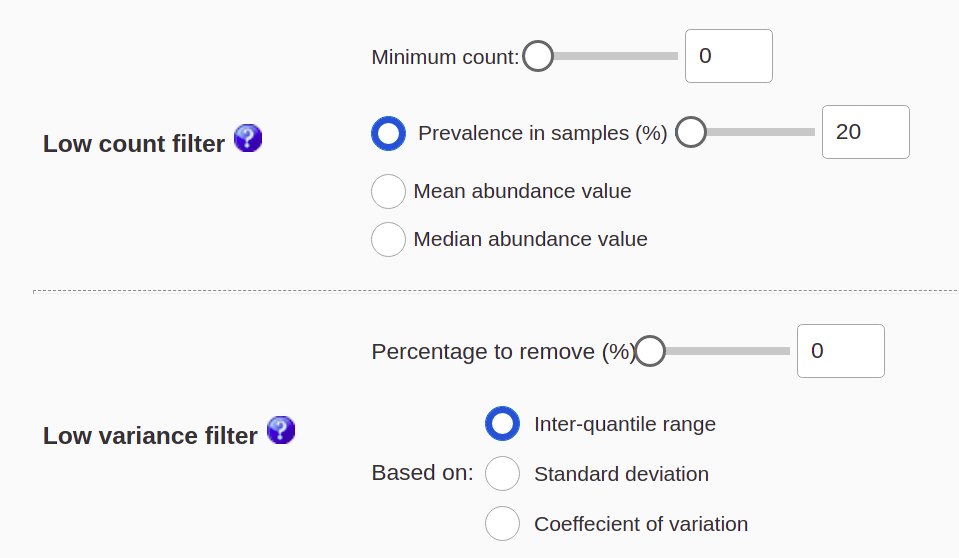 Minimum count: 0
Low count filter ?
Prevalence in samples (%) 20
Mean abundance value
Median abundance value
Percentage to remove (%) 0
Low variance filter ?
Based on:
Inter-quantile range
Standard deviation
Coeffecient of variation